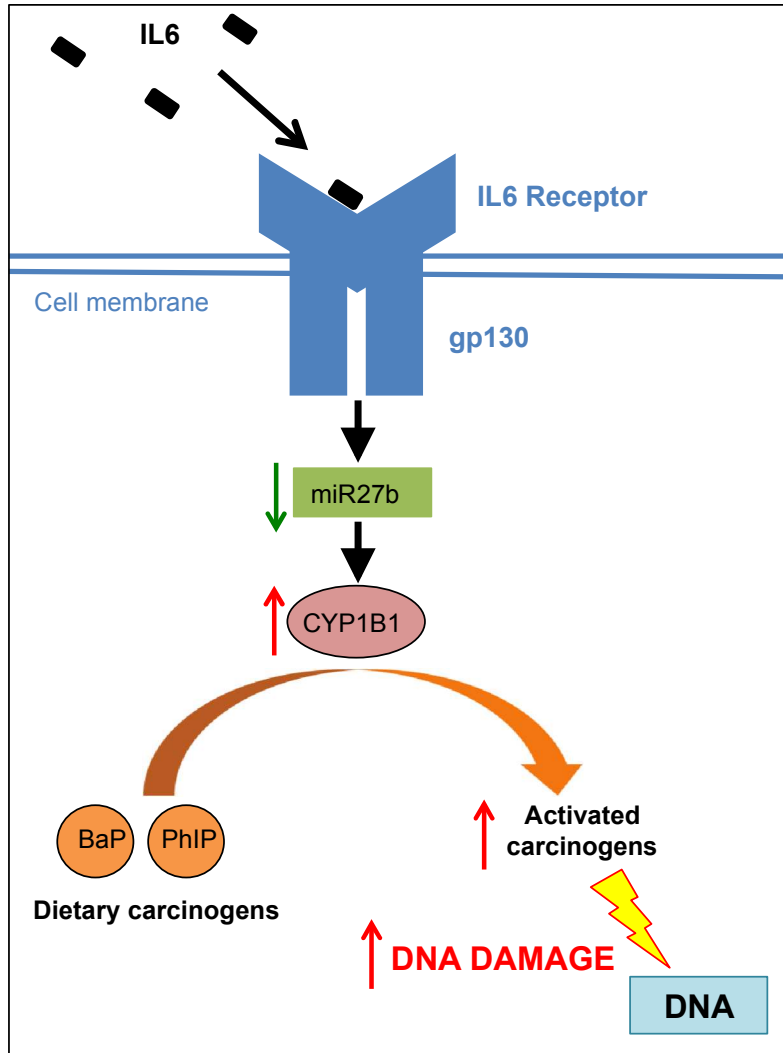 IL6
IL6 Receptor
Cell membrane
gp130
miR27b
CYP1B1
BaP
PhIP
Activated
carcinogens
Dietary carcinogens
DNA DAMAGE
DNA